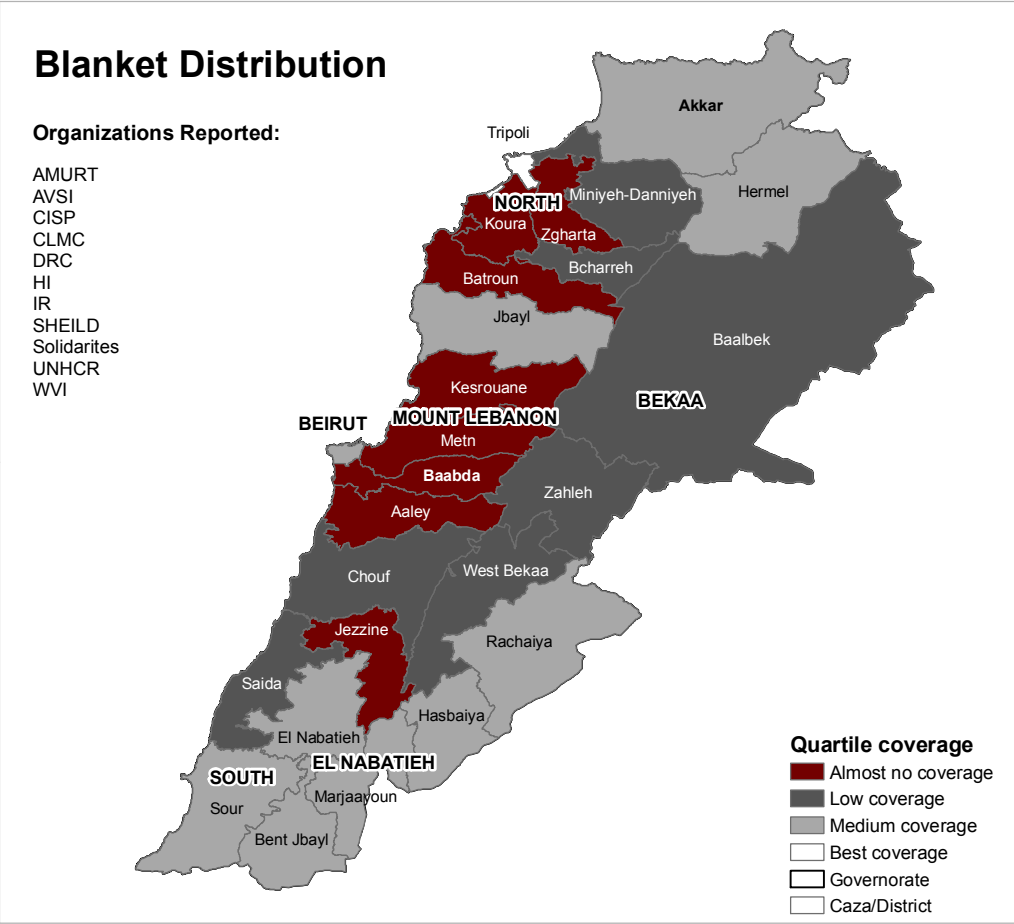 Blanket Distribution
Organizations Reported:
AMURT
AVSI
CISP
CLMC
DRC
HI
IR
SHEILD
Solidarites
UNHCR
WVI
Akkar
Tripoli
Hermel
Miniyeh-Danniyeh
NORTH
Koura
Zgharta
Bcharreh
Batroun
Jbayl
Baalbek
Kesrouane
BEKAA
MOUNT LEBANON
BEIRUT
Metn
Baabda
Zahleh
Aaley
West Bekaa
Chouf
Jezzine
Rachaiya
Saida
Hasbaiya
El Nabatieh
EL NABATIEH
SOUTH
Marjaayoun
Sour
Bent Jbayl
Quartile coverage
Almost no coverage
Low coverage
Medium coverage
Best coverage
Governorate
Caza/District